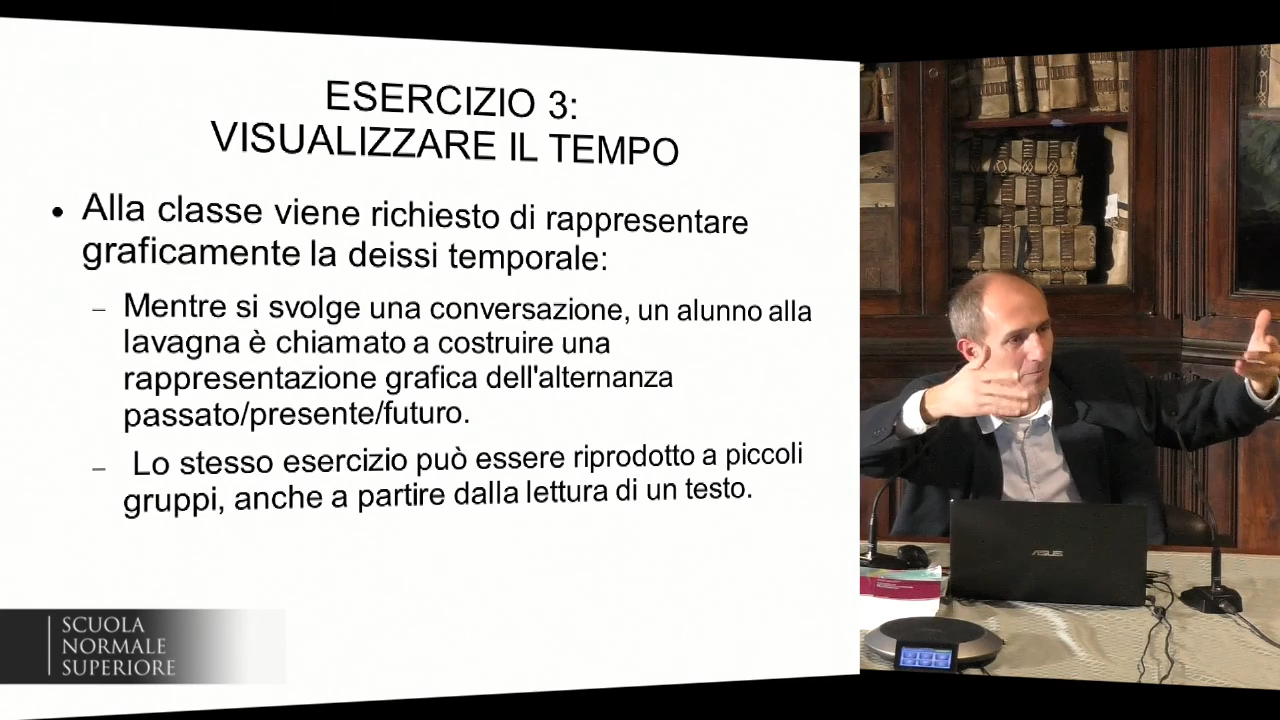 ESERCIZIO 3:
VISUALIZZARE IL TEMPO
• Alla classe viene richiesto di rappresentare
graficamente la deissi temporale:
– Mentre si svolge una conversazione, un alunno alla
lavagna è chiamato a costruire una
rappresentazione grafica dell'alternanza
passato/presente/futuro.
– Lo stesso esercizio può essere riprodotto a piccoli
gruppi, anche a partire dalla lettura di un testo.
SCUOLA
NORMALE
SUPERIORE
ASUS